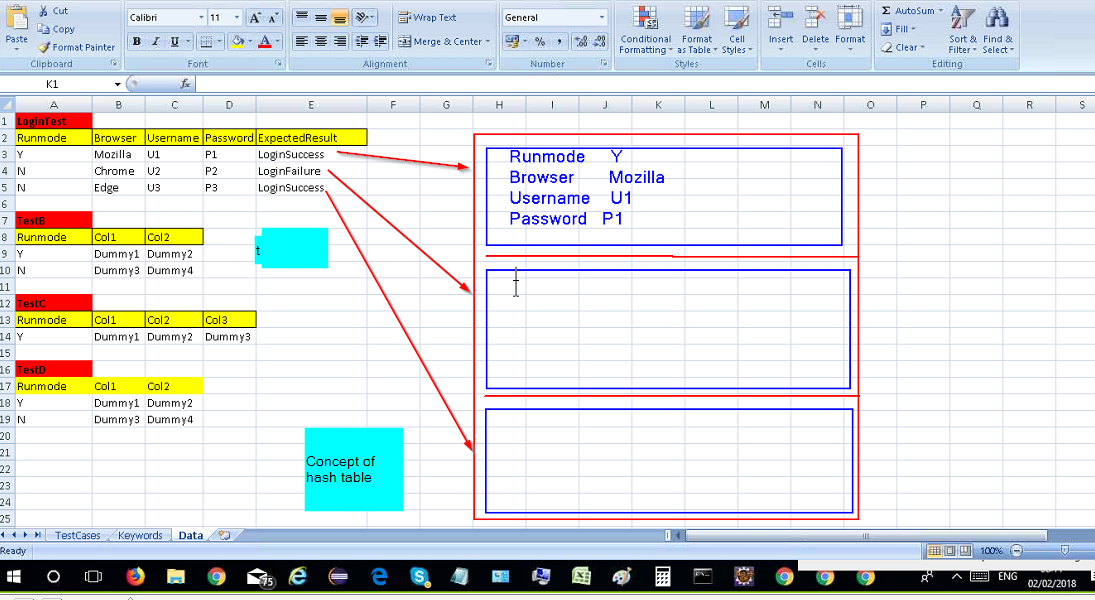 Cut
Copy
Format Painter
Paste
Clipboard
Calibri 11 A A
B I U A
Font
Wrap Text
Merge & Center
Alignment
General
% ,
Number
Conditional Formatting
Format as Table
Cell Styles
Styles
Insert Delete Format
Cells
Σ AutoSum
Fill
Clear
Sort & Filter
Find & Select
Editing
K1 fx
A B C D E F G H I J K L M N O P Q R S
1 LoginTest
2 Runmode Browser Username Password ExpectedResult
3 Y Mozilla U1 P1 LoginSuccess
4 N Chrome U2 P2 LoginFailure
5 N Edge U3 P3 LoginSuccess
6
7 TestB
8 Runmode Col1 Col2
9 Y Dummy1 Dummy2
10 N Dummy3 Dummy4
11
12 TestC
13 Runmode Col1 Col2 Col3
14 Y Dummy1 Dummy2 Dummy3
15
16 TestD
17 Runmode Col1 Col2
18 Y Dummy1 Dummy2
19 N Dummy3 Dummy4
20
21
22
23
24
25
t
Concept of
hash table
Runmode Y
Browser Mozilla
Username U1
Password P1
TestCases Keywords Data
Ready 100%
75
ENG
02/02/2018